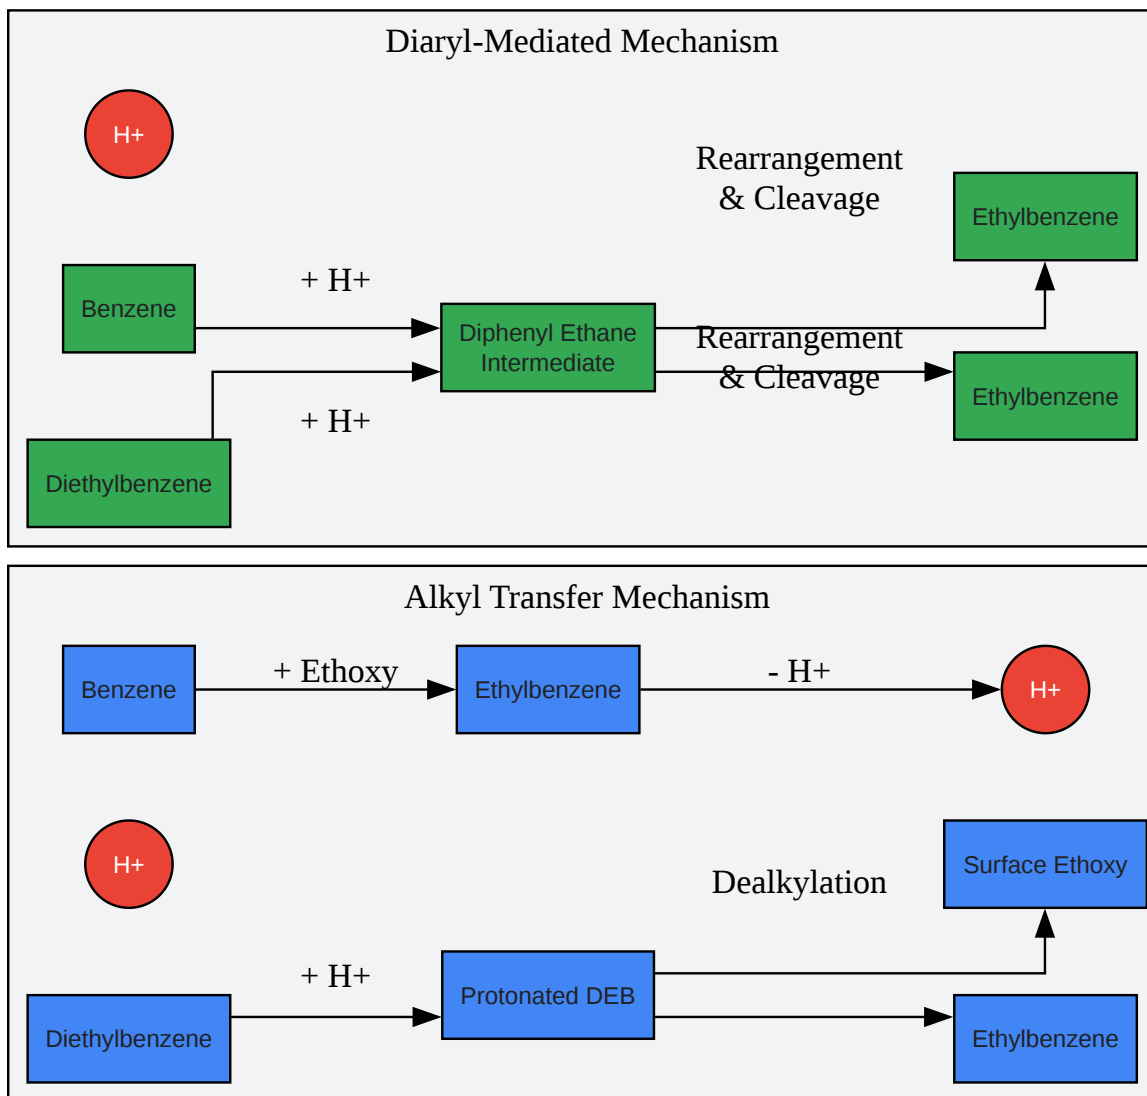 Diaryl-Mediated Mechanism
H+
Rearrangement
& Cleavage
Ethylbenzene
Benzene
+ H+
Diphenyl Ethane
Intermediate
Rearrangement
& Cleavage
Ethylbenzene
+ H+
Diethylbenzene
Alkyl Transfer Mechanism
Benzene
+ Ethoxy
Ethylbenzene
- H+
H+
H+
Surface Ethoxy
Dealkylation
+ H+
Protonated DEB
Diethylbenzene
Ethylbenzene